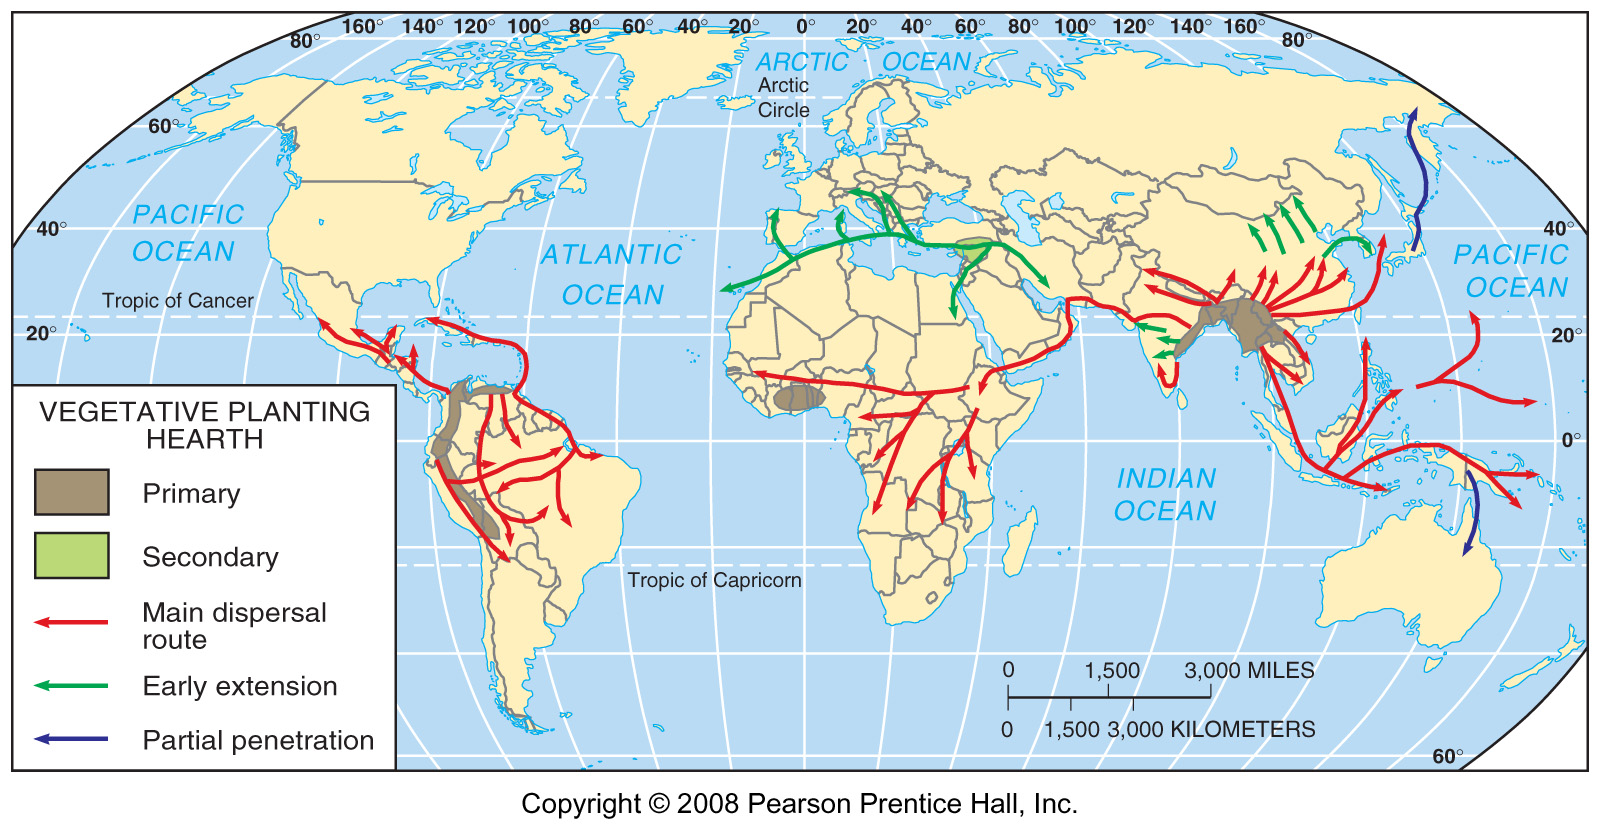 160° 140° 120° 100° 80° 60° 40° 20° 0° 20° 40° 60° 80° 100° 120° 140° 160°
80° 80°
ARCTIC OCEAN
Arctic
Circle
60°
PACIFIC
OCEAN
40° 40°
ATLANTIC
OCEAN
PACIFIC
OCEAN
Tropic of Cancer
20° 20°
0°
INDIAN
OCEAN
Tropic of Capricorn
60°
VEGETATIVE PLANTING
HEARTH
Primary
Secondary
Main dispersal
route
Early extension
Partial penetration
0 1,500 3,000 MILES
0 1,500 3,000 KILOMETERS
Copyright © 2008 Pearson Prentice Hall, Inc.